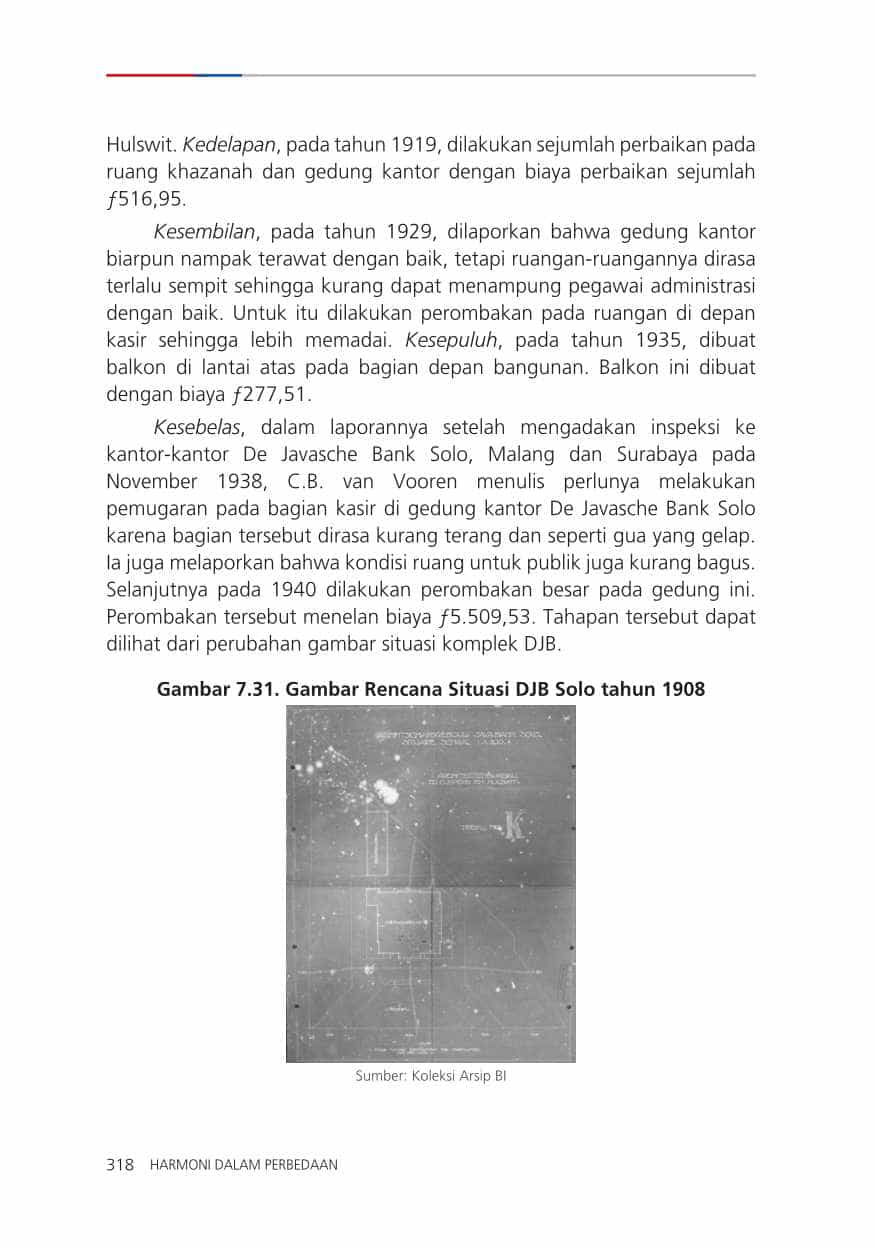 Hulswit. Kedelapan, pada tahun 1919, dilakukan sejumlah perbaikan pada
ruang khazanah dan gedung kantor dengan biaya perbaikan sejumlah
ƒ516,95.
Kesembilan, pada tahun 1929, dilaporkan bahwa gedung kantor
biarpun nampak terawat dengan baik, tetapi ruangan-ruangannya dirasa
terlalu sempit sehingga kurang dapat menampung pegawai administrasi
dengan baik. Untuk itu dilakukan perombakan pada ruangan di depan
kasir sehingga lebih memadai. Kesepuluh, pada tahun 1935, dibuat
balkon di lantai atas pada bagian depan bangunan. Balkon ini dibuat
dengan biaya ƒ277,51.
Kesebelas, dalam laporannya setelah mengadakan inspeksi ke
kantor-kantor De Javasche Bank Solo, Malang dan Surabaya pada
November 1938, C.B. van Vooren menulis perlunya melakukan
pemugaran pada bagian kasir di gedung kantor De Javasche Bank Solo
karena bagian tersebut dirasa kurang terang dan seperti gua yang gelap.
Ia juga melaporkan bahwa kondisi ruang untuk publik juga kurang bagus.
Selanjutnya pada 1940 dilakukan perombakan besar pada gedung ini.
Perombakan tersebut menelan biaya ƒ5.509,53. Tahapan tersebut dapat
dilihat dari perubahan gambar situasi komplek DJB.
Gambar 7.31. Gambar Rencana Situasi DJB Solo tahun 1908
K
Sumber: Koleksi Arsip BI
318 HARMONI DALAM PERBEDAAN